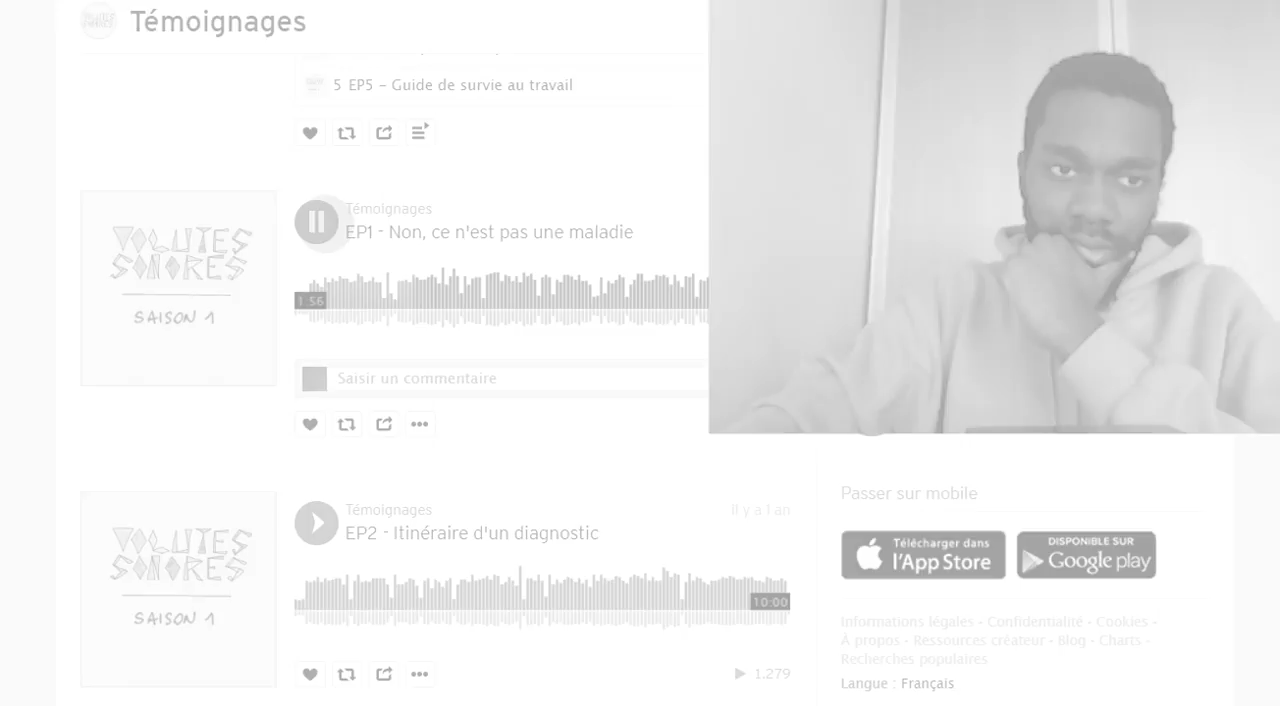 Témoignages
5 EP5 – Guide de survie au travail
VOLUTES
SONORES
SAISON 1
Témoignages
EP1 - Non, ce n'est pas une maladie
1:56
Saisir un commentaire
VOLUTES
SONORES
SAISON 1
Témoignages
Il y a 1 an
EP2 - Itinéraire d'un diagnostic
10:00
1.279
Passer sur mobile
Télécharger dans
l'App Store
DISPONIBLE SUR
Google play
Informations légales - Confidentialité - Cookies -
À propos - Ressources créateur - Blog - Charts -
Recherches populaires
Langue : Français